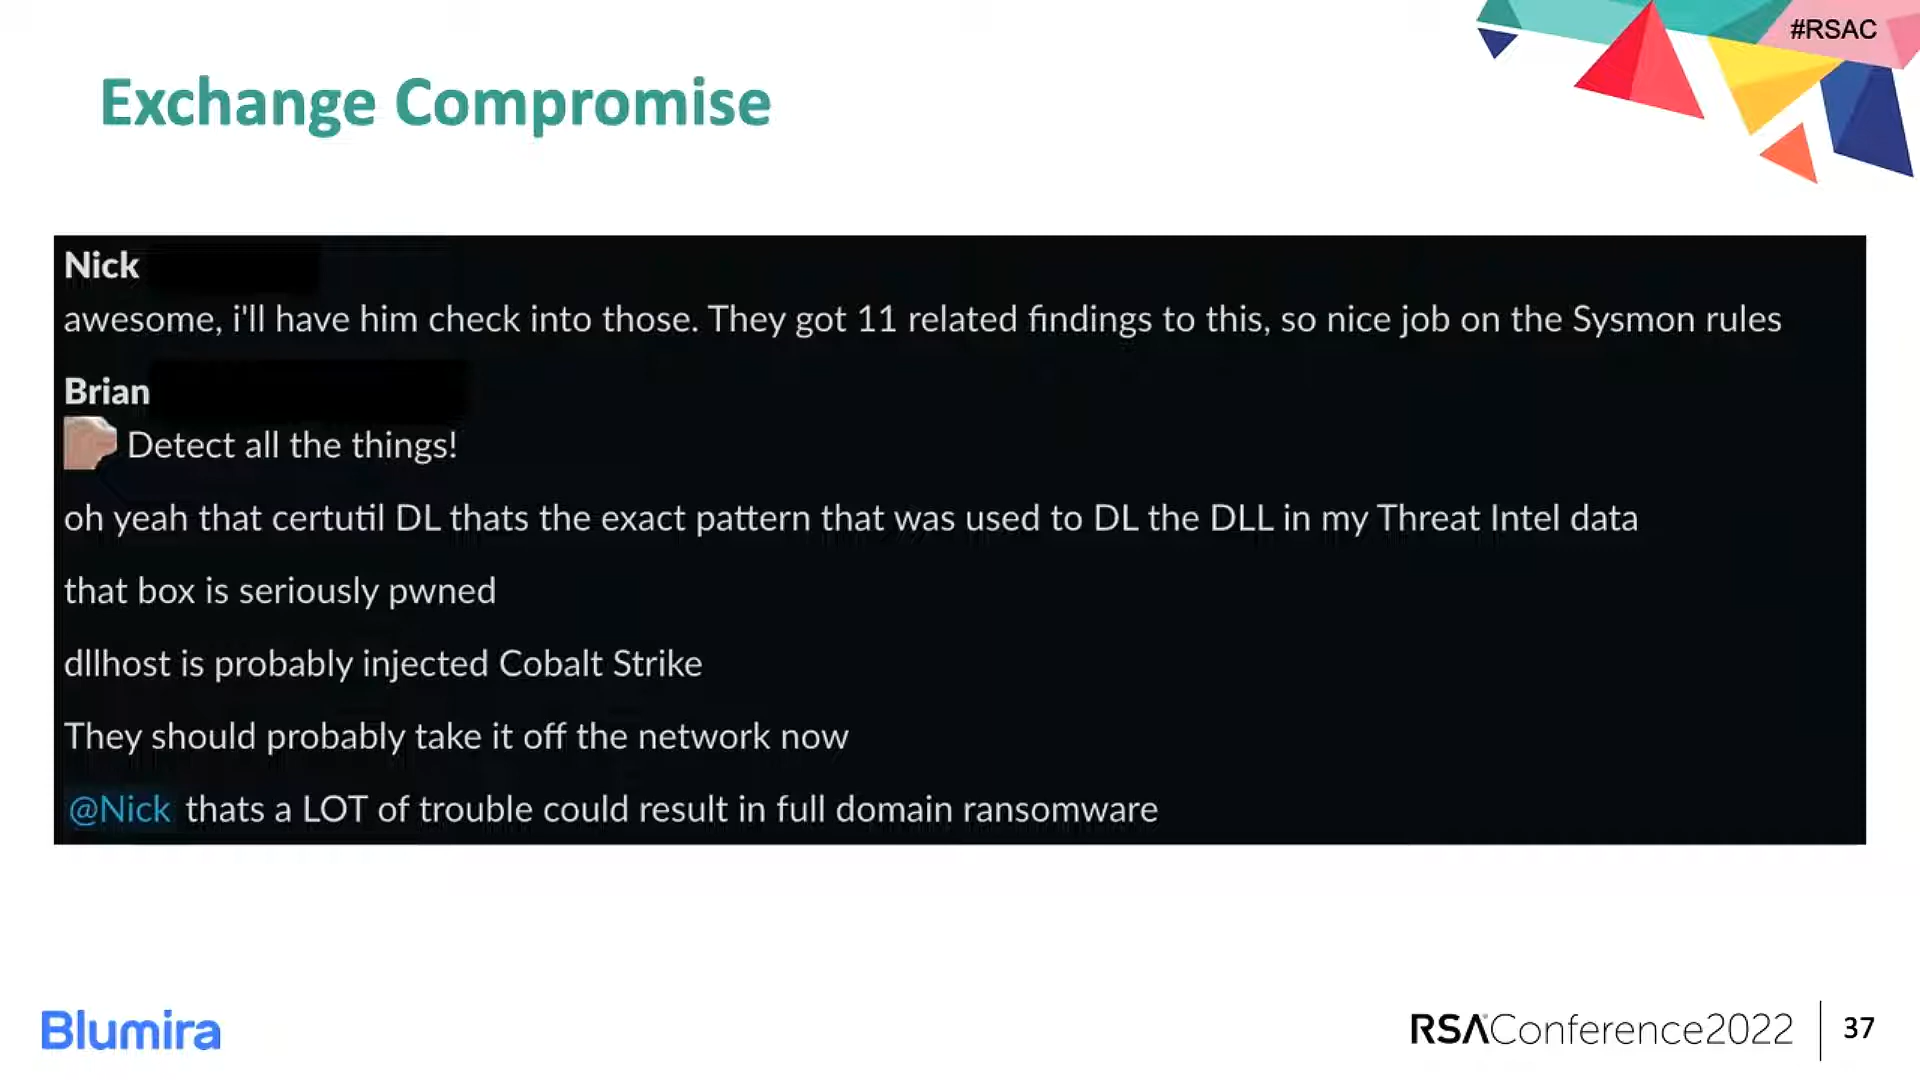 #RSAC
Exchange Compromise
Nick
awesome, i'll have him check into those. They got 11 related findings to this, so nice job on the Sysmon rules
Brian
Detect all the things!
oh yeah that certutil DL thats the exact pattern that was used to DL the DLL in my Threat Intel data
that box is seriously pwned
dllhost is probably injected Cobalt Strike
They should probably take it off the network now
@Nick thats a LOT of trouble could result in full domain ransomware
Blumira
RSAConference2022
37